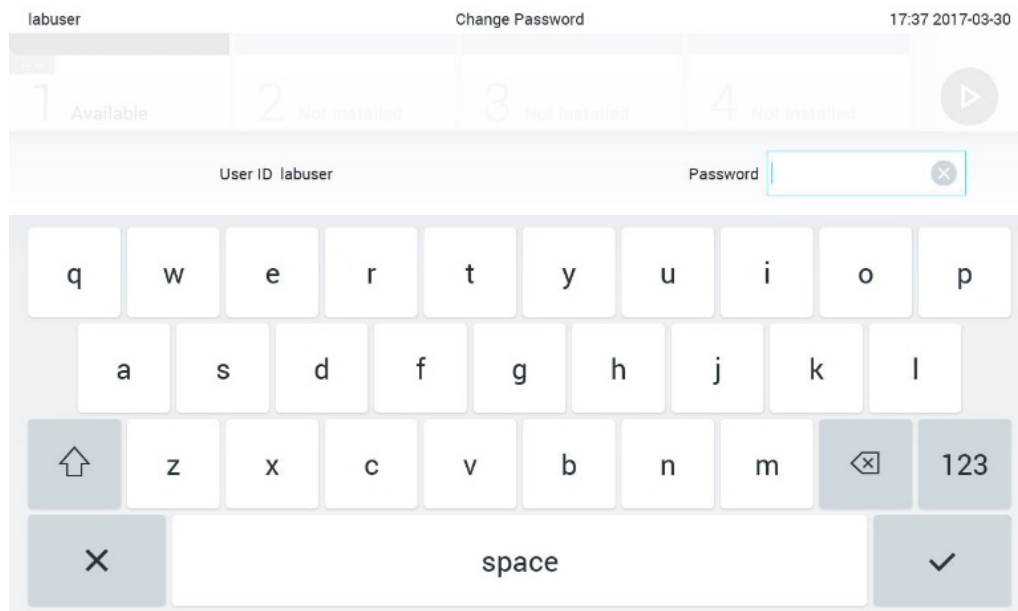 labuser Change Password 17:37 2017-03-30
1 Available 2 Not Installed 3 Not Installed 4 Not Installed
User ID labuser Password
q w e r t y u i o p
a s d f g h j k l
z x c v b n m 123
space